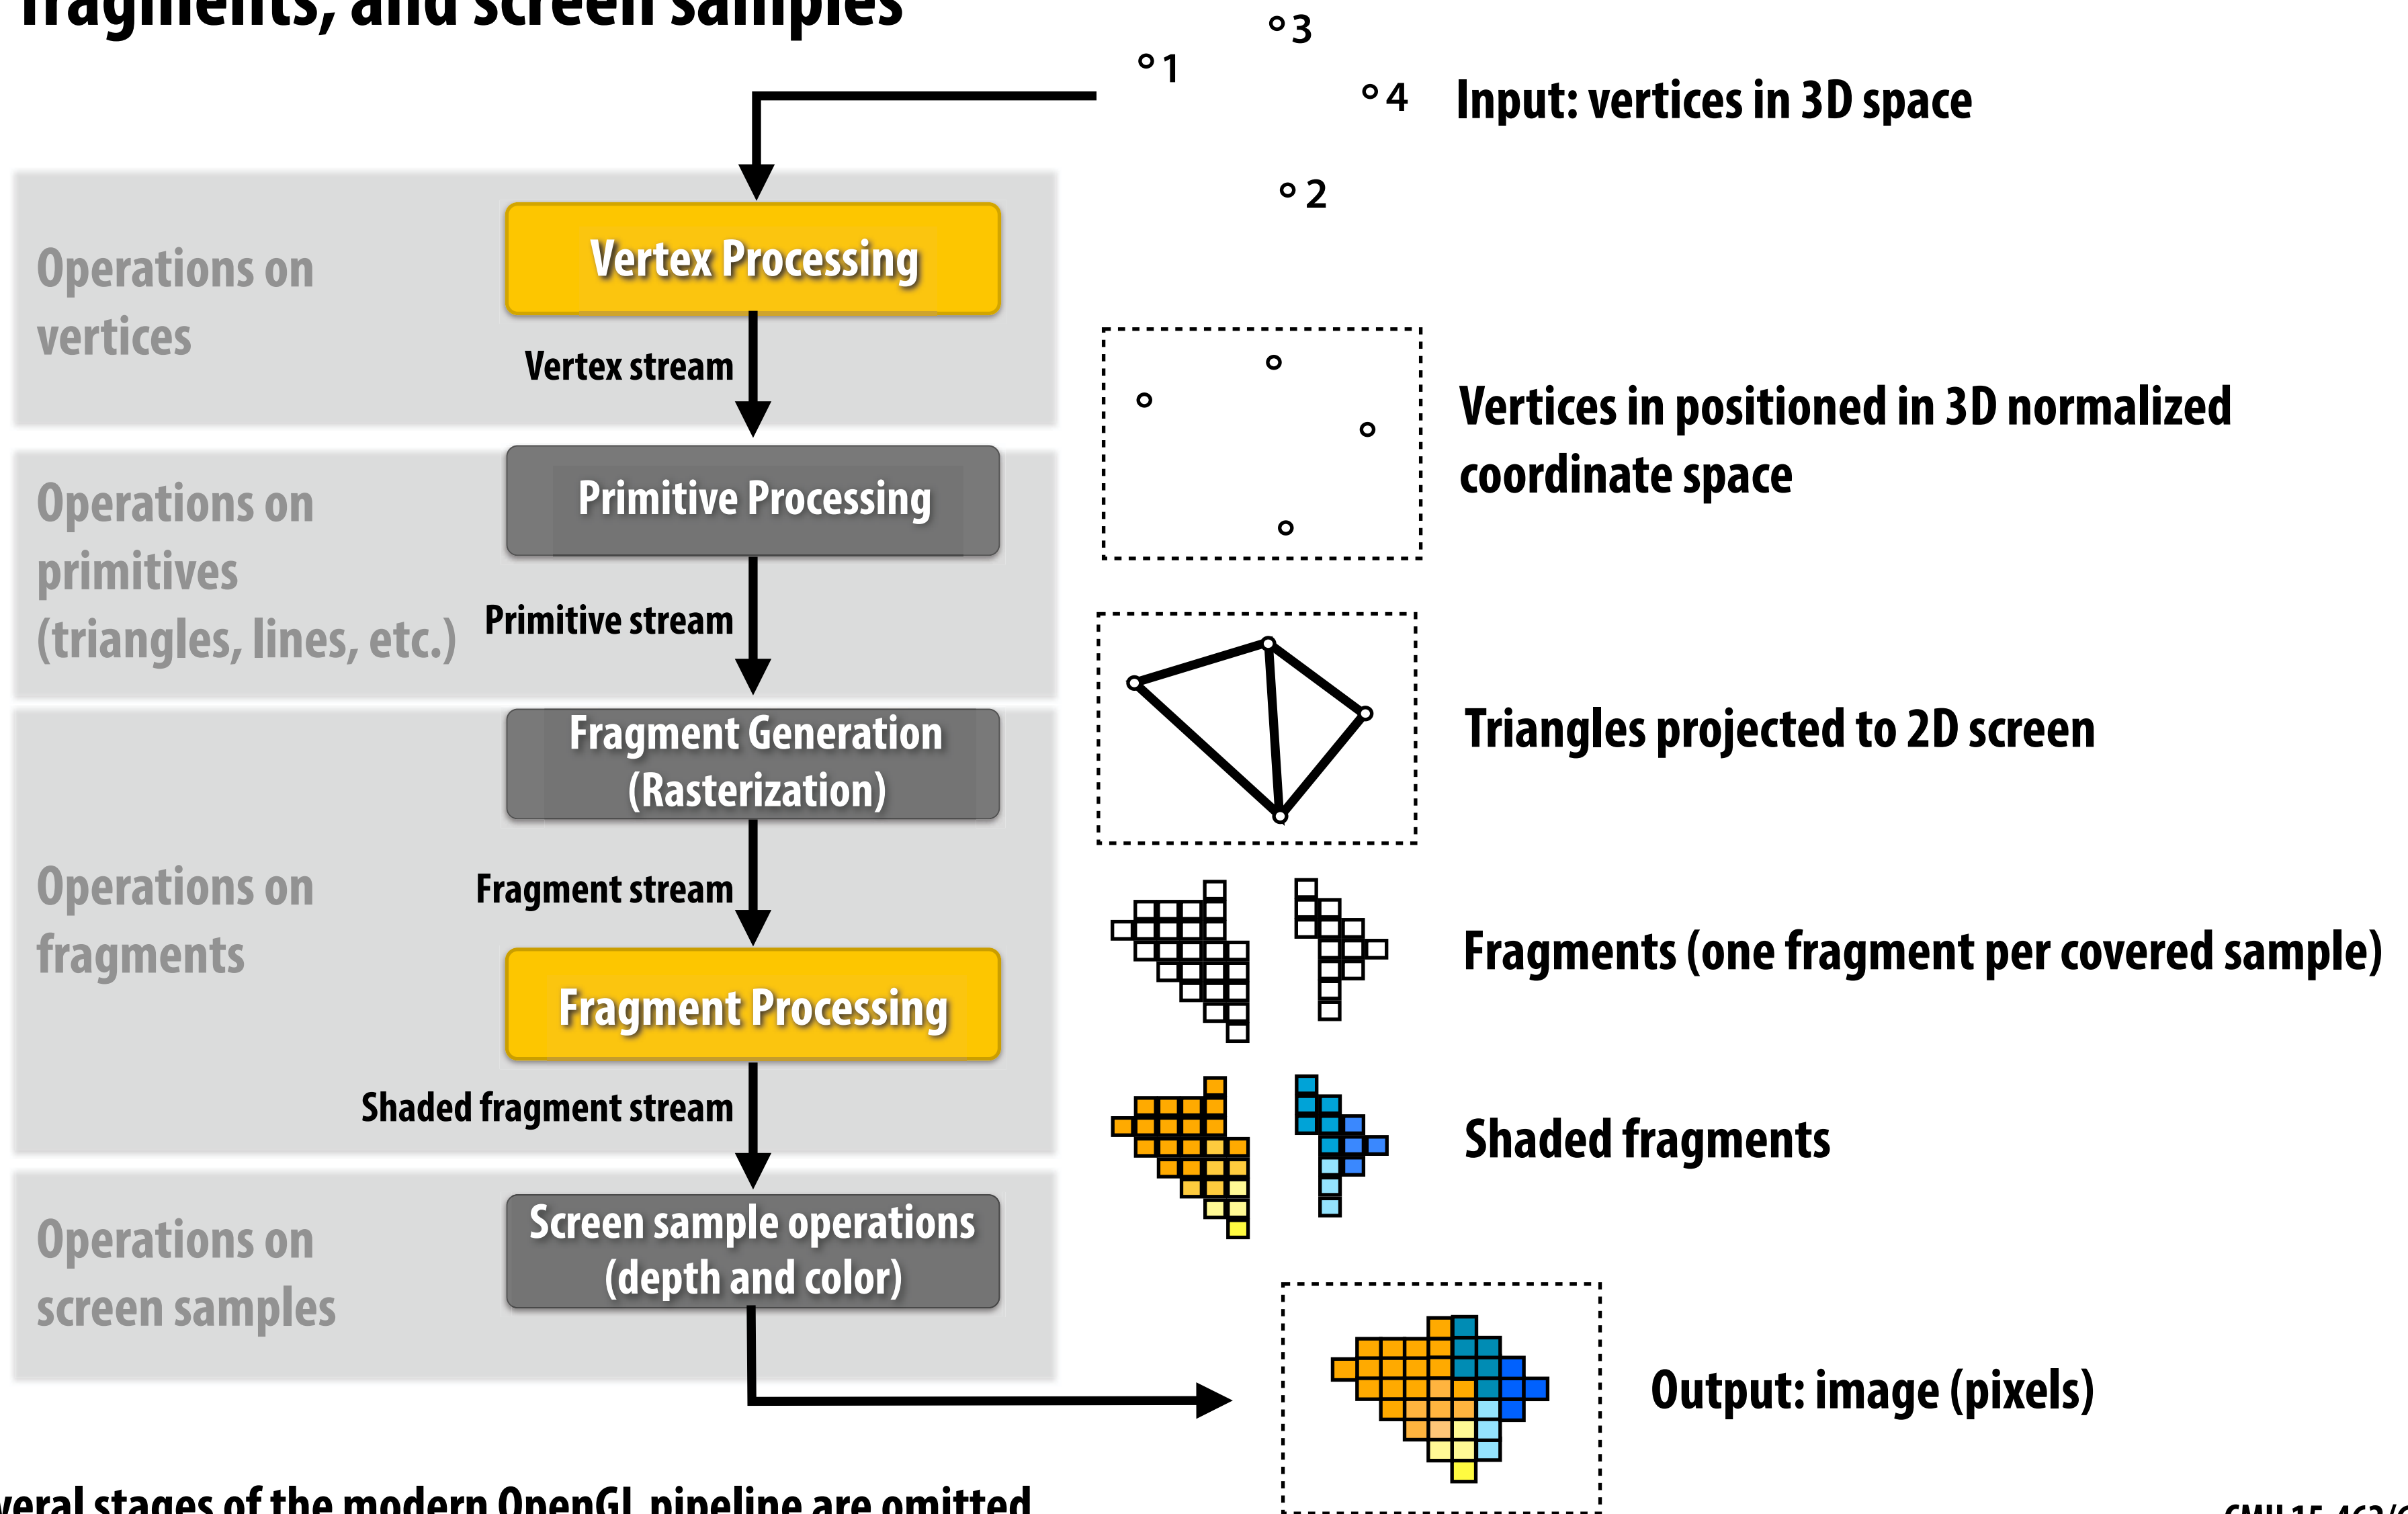 fragments, and screen samples
3
1
4
Input: vertices in 3D space
2
Operations on
vertices
Vertex Processing
Vertex stream
Vertices in positioned in 3D normalized
coordinate space
Operations on
primitives
(triangles, lines, etc.)
Primitive Processing
Primitive stream
Triangles projected to 2D screen
Operations on
fragments
Fragment Generation
(Rasterization)
Fragment stream
Fragments (one fragment per covered sample)
Fragment Processing
Shaded fragment stream
Shaded fragments
Operations on
screen samples
Screen sample operations
(depth and color)
Output: image (pixels)
stages of the modern OpenGL pipeline are omitted
CMU